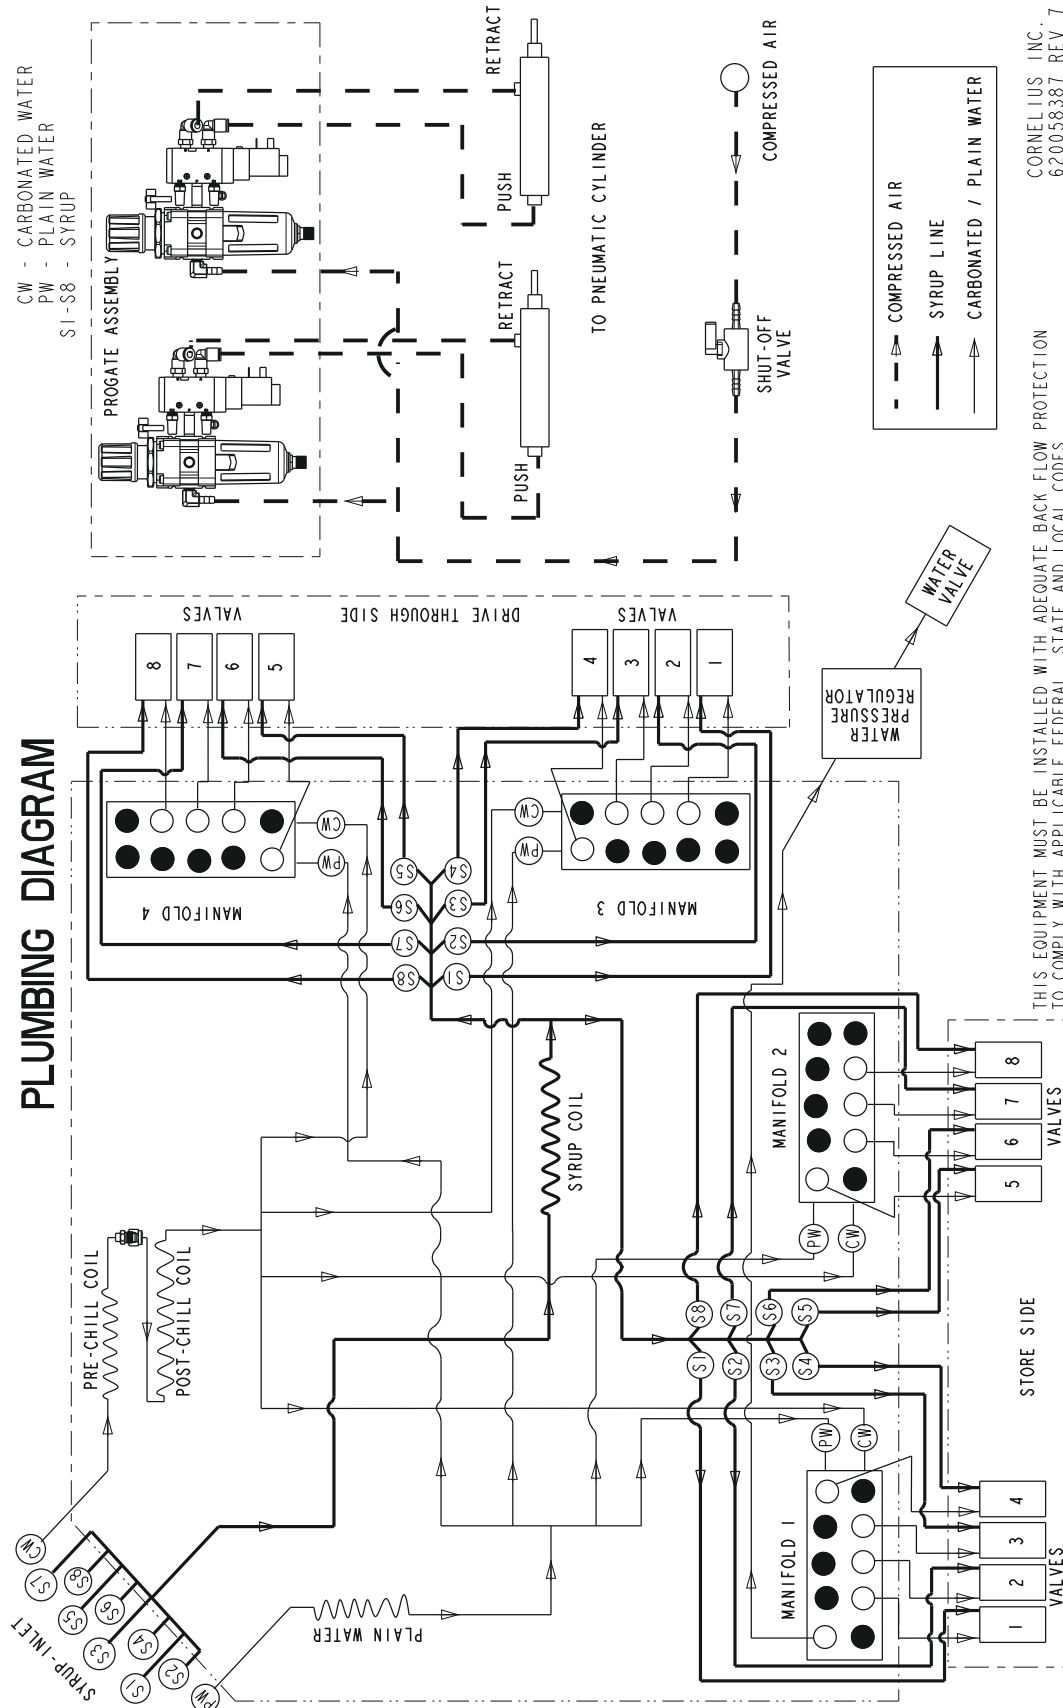 PLUMBING DIAGRAM
CW - CARBONATED WATER
PW - PLAIN WATER
S1-S8 - SYRUP
PRE-CHILL COIL
POST-CHILL COIL
CW
S7
S8
S5
S6
S3
S4
S1
S2
PW
SYRUP-INLET
PLAIN WATER
SYRUP COIL
MANIFOLD 4
CW
PW
8
7
6
5
VALVES
DRIVE THROUGH SIDE
MANIFOLD 3
CW
PW
4
3
2
1
VALVES
S5
S6
S7
S8
S4
S3
S2
S1
PROGATE ASSEMBLY
RETRACT
PUSH
RETRACT
PUSH
TO PNEUMATIC CYLINDER
COMPRESSED AIR
SHUT-OFF
VALVE
WATER
PRESSURE
REGULATOR
WATER
VALVE
MANIFOLD 1
PW
CW
1
2
3
4
VALVES
S1
S2
S3
S4
S8
S7
S6
S5
MANIFOLD 2
PW
CW
5
6
7
8
VALVES
STORE SIDE
COMPRESSED AIR
SYRUP LINE
CARBONATED / PLAIN WATER
THIS EQUIPMENT MUST BE INSTALLED WITH ADEQUATE BACK FLOW PROTECTION
TO COMPLY WITH APPLICABLE FEDERAL, STATE AND LOCAL CODES
CORNELIUS INC.
620058387 REV 7